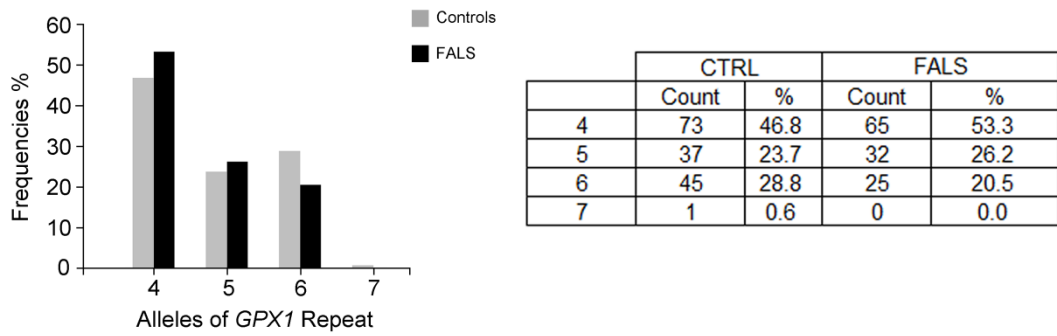 Controls
FALS
60
50
40
30
20
10
0
Frequencies %
4 5 6 7
Alleles of GPX1 Repeat
CTRL FALS
Count % Count %
4 73 46.8 65 53.3
5 37 23.7 32 26.2
6 45 28.8 25 20.5
7 1 0.6 0 0.0